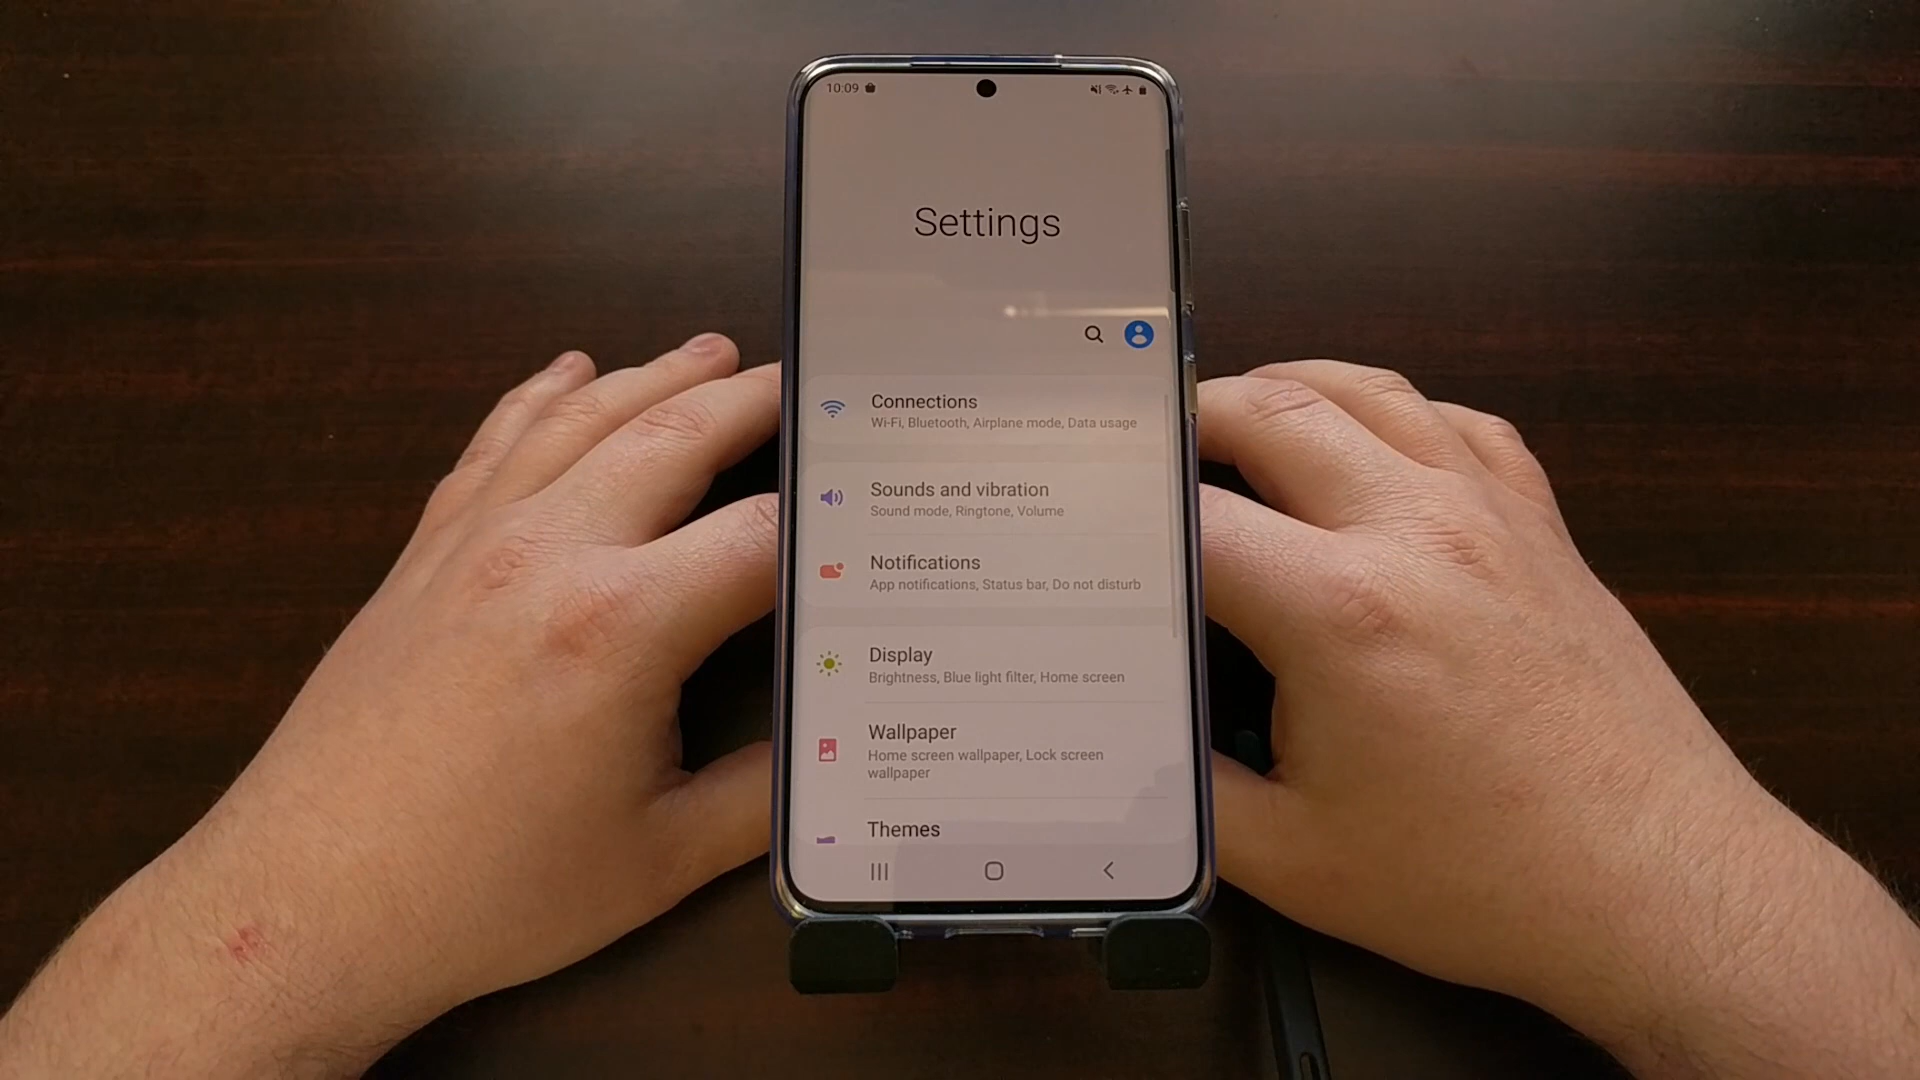 10:09
Settings
Connections
Wi-Fi, Bluetooth, Airplane mode, Data usage
Sounds and vibration
Sound mode, Ringtone, Volume
Notifications
App notifications, Status bar, Do not disturb
Display
Brightness, Blue light filter, Home screen
Wallpaper
Home screen wallpaper, Lock screen
wallpaper
Themes